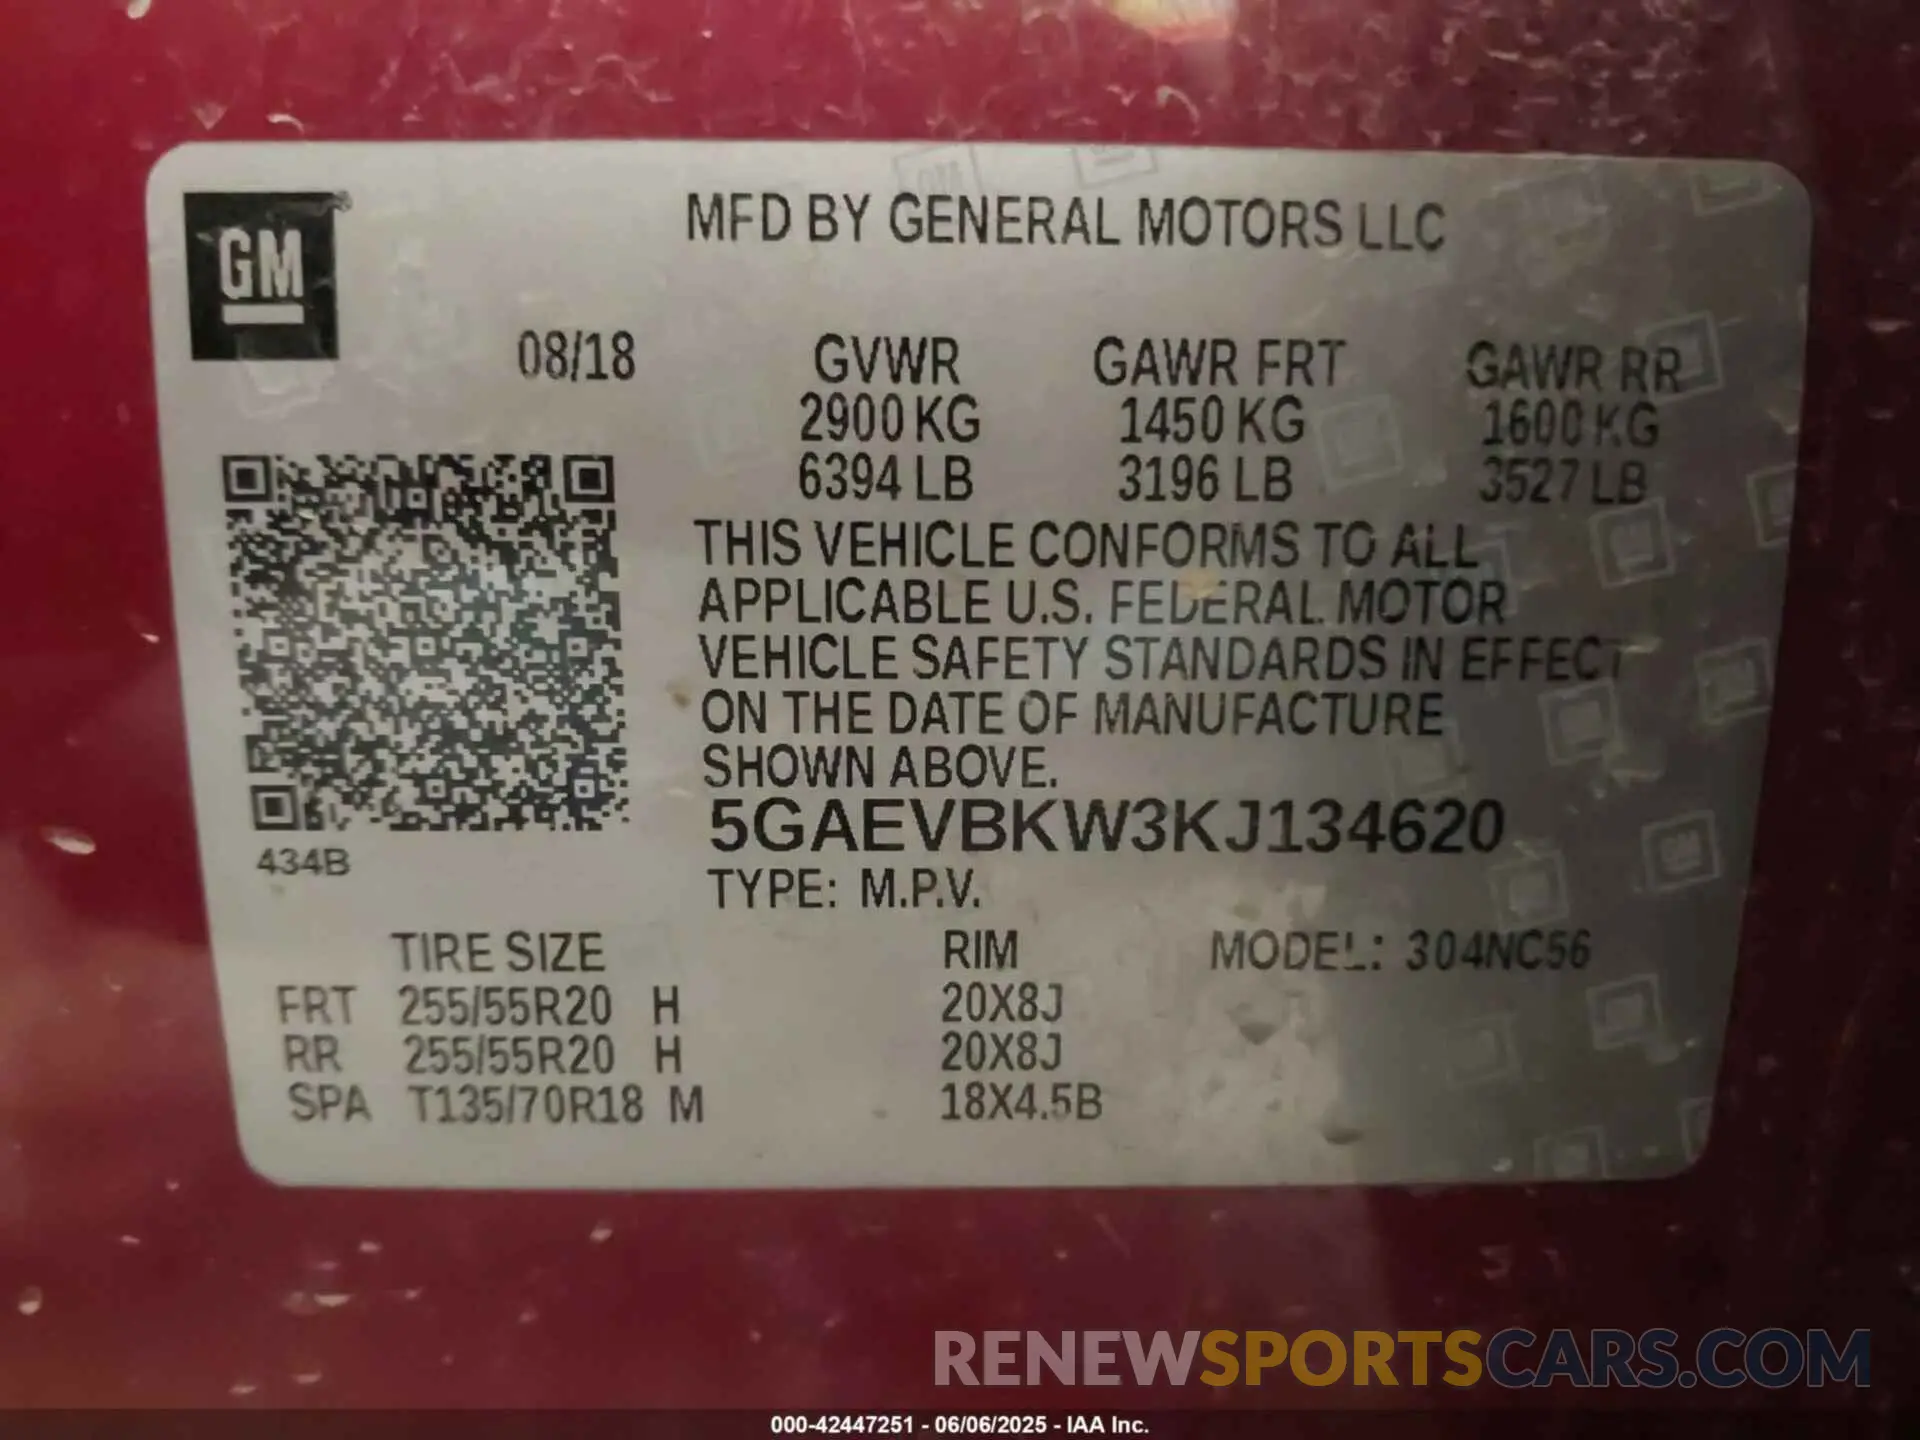 GM
MFD BY GENERAL MOTORS LLC
08/18 GVWR GAWR FRT GAWR RR
2900 KG 1450 KG 1600 KG
6394 LB 3196 LB 3527 LB
THIS VEHICLE CONFORMS TO ALL
APPLICABLE U.S. FEDERAL MOTOR
VEHICLE SAFETY STANDARDS IN EFFECT
ON THE DATE OF MANUFACTURE
SHOWN ABOVE.
5GAEVBKW3KJ134620
434B
TYPE: M.P.V.
TIRE SIZE RIM MODEL: 304NC56
FRT 255/55R20 H 20X8J
RR 255/55R20 H 20X8J
SPA T135/70R18 M 18X4.5B
RENEWSPORTSCARS.COM
000-42447251 - 06/06/2025 - IAA Inc.